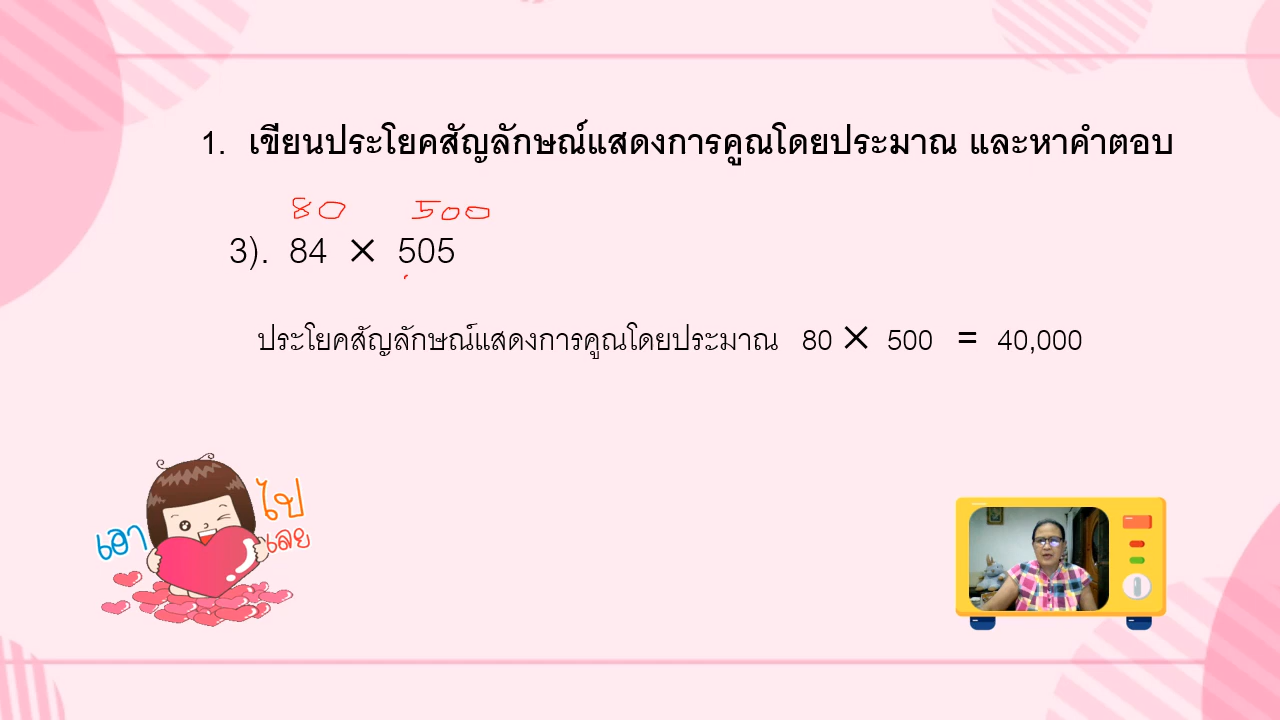 1. เขียนประโยคสัญลักษณ์แสดงการคูณโดยประมาณ และหาคำตอบ
80 500
3). 84 × 505
ประโยคสัญลักษณ์แสดงการคูณโดยประมาณ 80 × 500 = 40,000
เอา
ไป
เลย